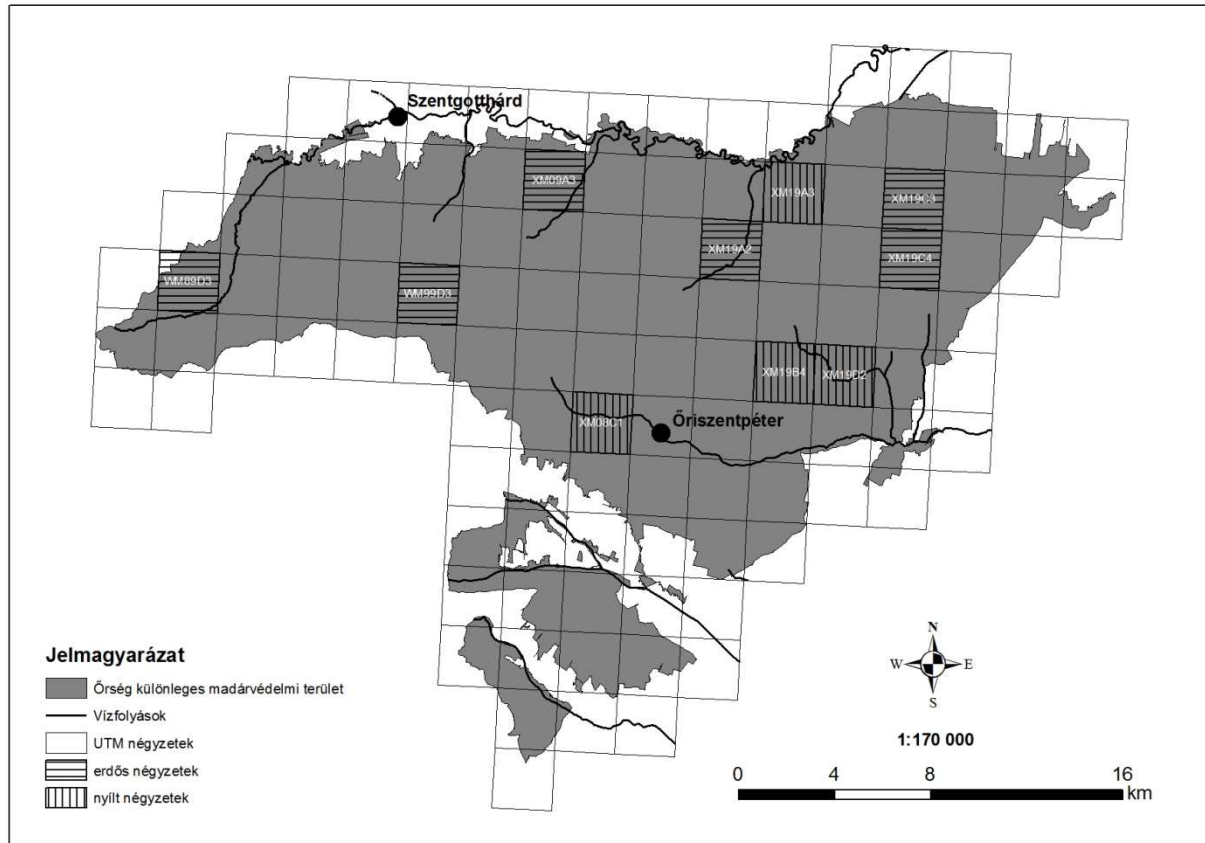 Szentgotthárd
XM09A3
XM19A3
XM19C3
XM19A2
XM19C4
WM89D3
WM99D3
XM19B4
XM19D2
XM08C1
Őriszentpéter
Jelmagyarázat
Őrség különleges madárvédelmi terület
Vízfolyások
UTM négyzetek
erdős négyzetek
nyílt négyzetek
N
W
E
S
1:170 000
0 4 8 16
km